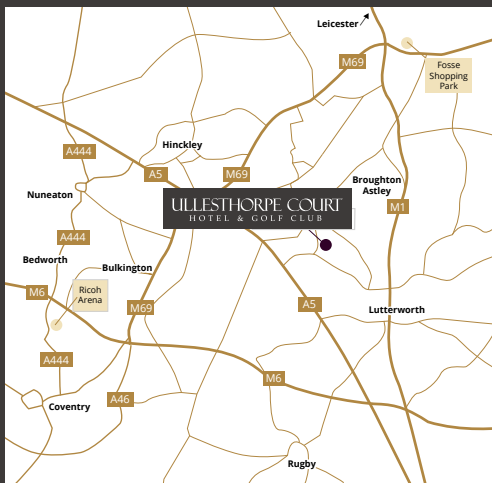 Leicester
M69
Fosse
Shopping
Park
A444
Hinckley
A5
M69
Broughton
Astley
Nuneaton
ULLESTHORPE COURT
HOTEL & GOLF CLUB
M1
A444
Bedworth
Bulkington
M6
Ricoh
Arena
M69
A5
Lutterworth
A444
M6
A46
Coventry
Rugby